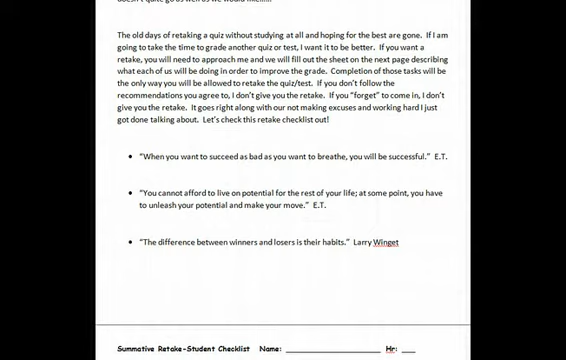 The old days of retaking a quiz without studying at all and hoping for the best are gone.  If I am
going to take the time to grade another quiz or test, I want it to be better.  If you want a
retake, you will need to approach me and we will fill out the sheet on the next page describing
what each of us will be doing in order to improve the grade.  Completion of those tasks will be
the only way you will be allowed to retake the quiz/test.  If you don't follow the
recommendations you agree to, I don't give you the retake.  If you "forget" to come in, I don't
give you the retake.  It goes right along with our not making excuses and working hard I just
got done talking about.  Let's check this retake checklist out!
• "When you want to succeed as bad as you want to breathe, you will be successful."  E.T.
• "You cannot afford to live on potential for the rest of your life; at some point, you have
to unleash your potential and make your move."  E.T.
• "The difference between winners and losers is their habits."  Larry Winget
Summative Retake-Student Checklist   Name: ____________________ Hr: ___